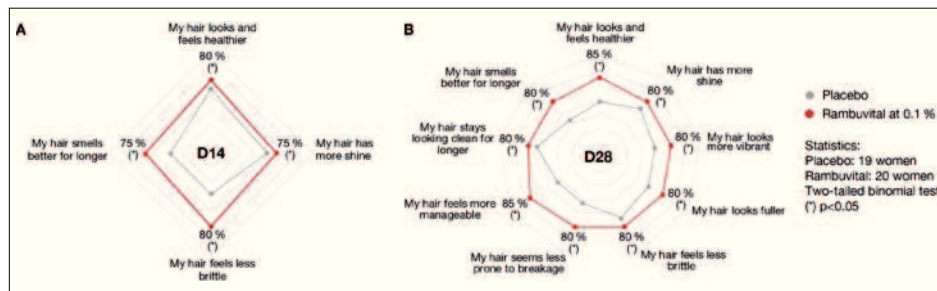 A
My hair looks and
feels healthier
80 %
(*)
My hair smells
better for longer
75 %
(*)
D14
75 %
(*)
My hair has
more shine
80 %
(*)
My hair feels less
brittle
B
My hair looks and
feels healthier
85 %
(*)
My hair smells
better for longer
80 %
(*)
My hair has more
shine
80 %
(*)
My hair stays
looking clean for
longer
80 %
(*)
D28
80 %
(*)
My hair looks
more vibrant
My hair feels more
manageable
85 %
(*)
80 %
(*)
My hair looks fuller
My hair seems less
prone to breakage
80 %
(*)
80 %
(*)
My hair feels less
brittle
Placebo
Rambuvital at 0.1 %
Statistics:
Placebo: 19 women
Rambuvital: 20 women
Two-tailed binomial test
(*) p<0.05